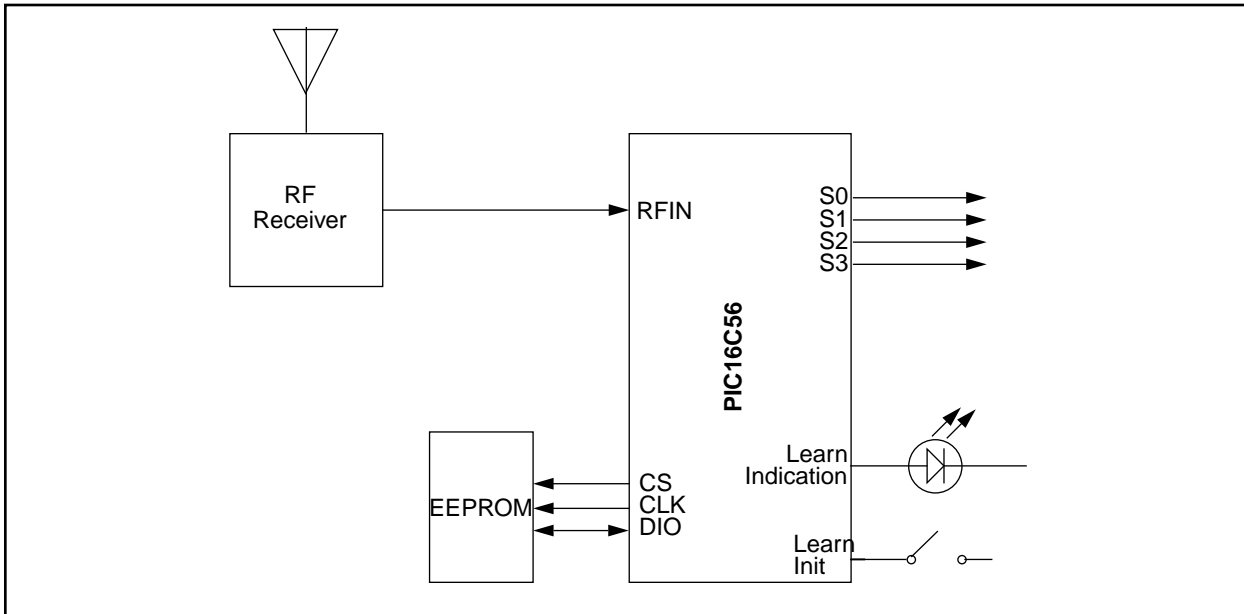 RF
Receiver
RFIN
S0
S1
S2
S3
PIC16C56
EEPROM
CS
CLK
DIO
Learn
Indication
Learn
Init